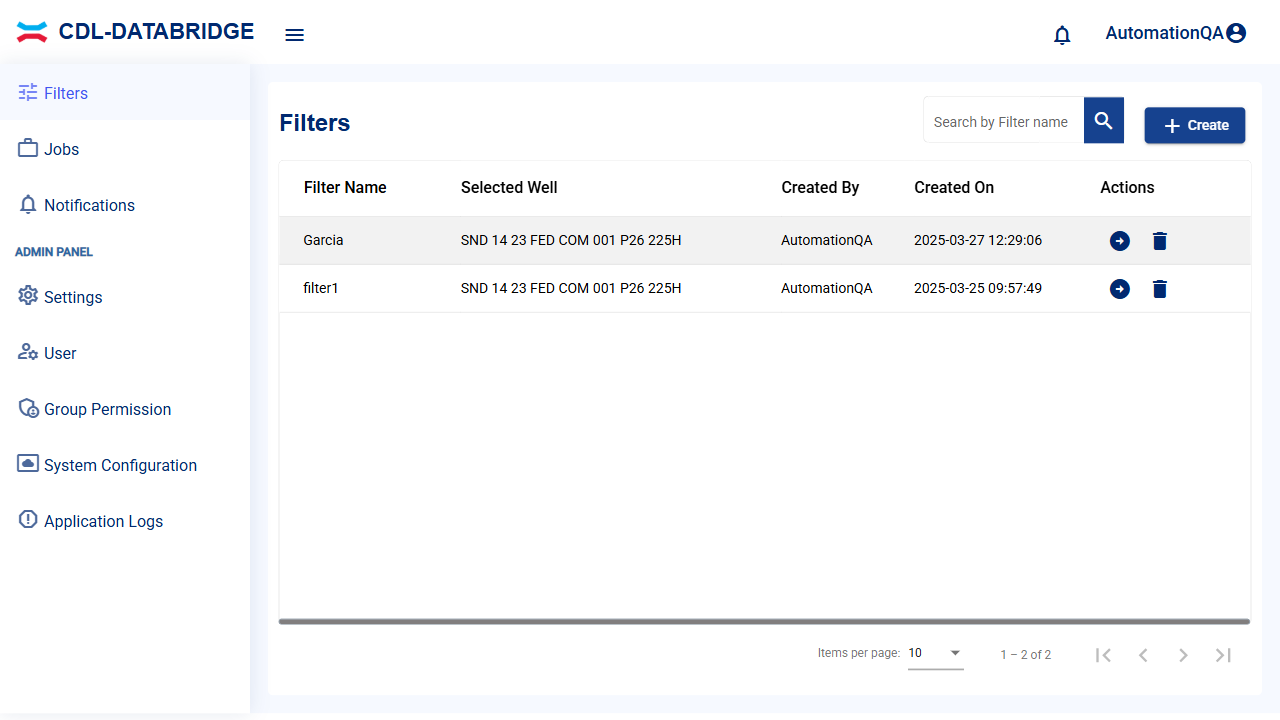 CDL-DATABRIDGE
AutomationQA
Filters
Jobs
Notifications
ADMIN PANEL
Settings
User
Group Permission
System Configuration
Application Logs
Filters
Search by Filter name
Create
Filter Name Selected Well Created By Created On Actions
Garcia SND 14 23 FED COM 001 P26 225H AutomationQA 2025-03-27 12:29:06
filter1 SND 14 23 FED COM 001 P26 225H AutomationQA 2025-03-25 09:57:49
Items per page: 10 1 – 2 of 2